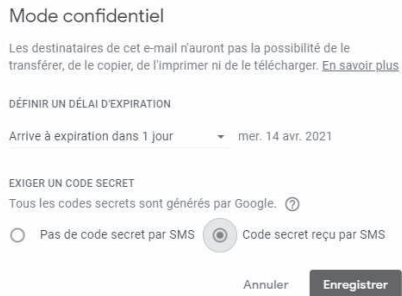 Mode confidentiel
Les destinataires de cet e-mail n'auront pas la possibilité de le
transférer, de le copier, de l'imprimer ni de le télécharger. En savoir plus
DÉFINIR UN DÉLAI D'EXPIRATION
Arrive à expiration dans 1 jour mer. 14 avr. 2021
EXIGER UN CODE SECRET
Tous les codes secrets sont générés par Google. ?
Pas de code secret par SMS Code secret reçu par SMS
Annuler Enregistrer